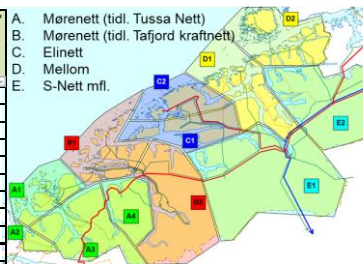 A. Mørenett (tidl. Tussa Nett)
B. Mørenett (tidl. Tafjord kraftnett)
C. Elinett
D. Mellom
E. S-Nett mfl.
D2
D1
C2
E2
B1
C1
A1
E1
A4
B2
A2
A3